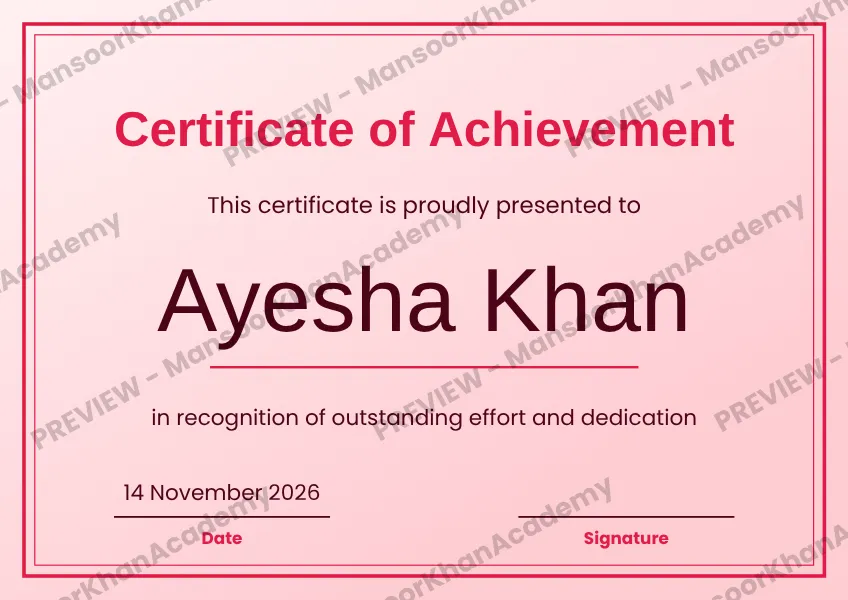 PREVIEW – MansoorKhanAcademy
Certificate of Achievement
This certificate is proudly presented to
Ayesha Khan
in recognition of outstanding effort and dedication
14 November 2026
Date
Signature